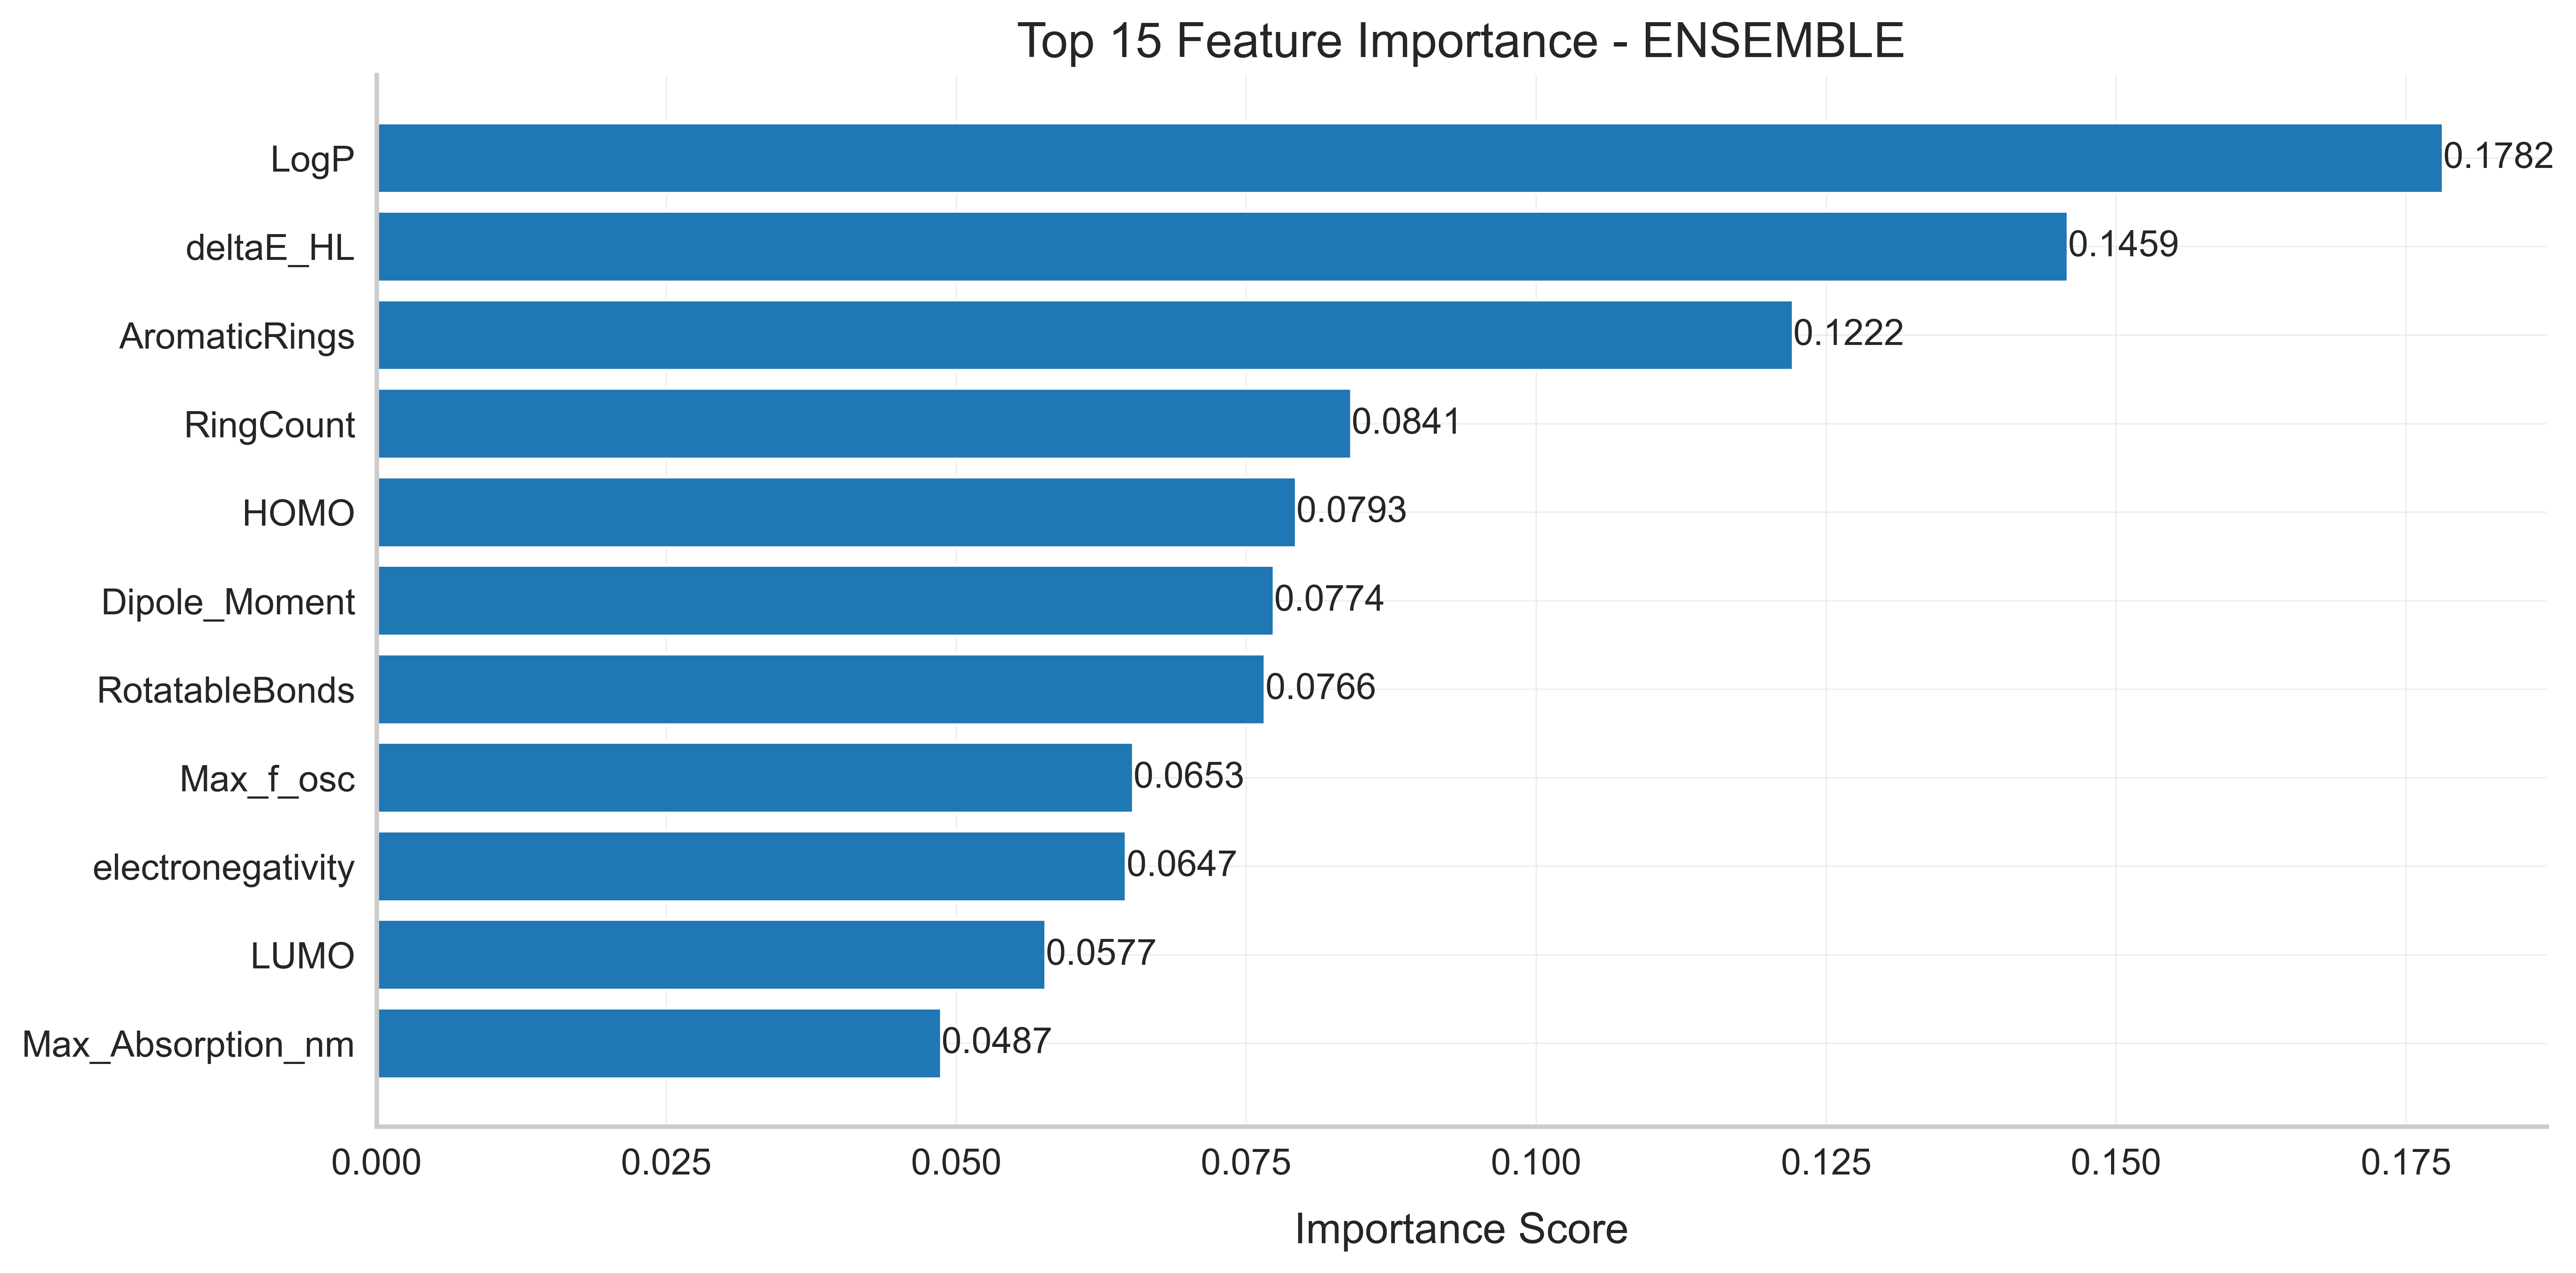 Top 15 Feature Importance - ENSEMBLE
LogP 0.1782
deltaE_HL 0.1459
AromaticRings 0.1222
RingCount 0.0841
HOMO 0.0793
Dipole_Moment 0.0774
RotatableBonds 0.0766
Max_f_osc 0.0653
electronegativity 0.0647
LUMO 0.0577
Max_Absorption_nm 0.0487
0.000 0.025 0.050 0.075 0.100 0.125 0.150 0.175
Importance Score